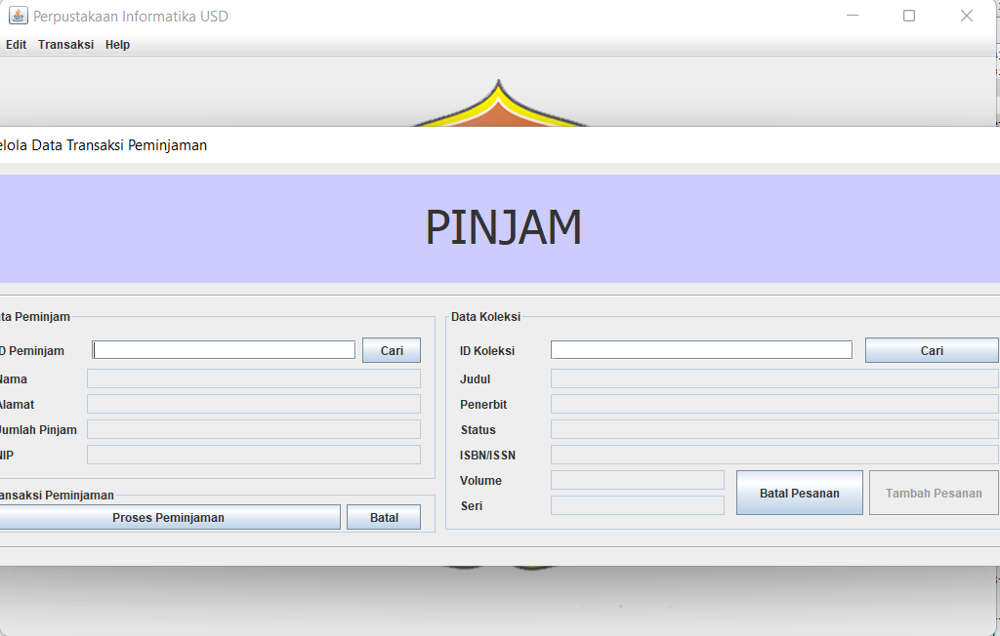 Perpustakaan Informatika USD
Edit Transaksi Help
elola Data Transaksi Peminjaman
PINJAM
ta Peminjam
D Peminjam Cari
Nama
Alamat
Jumlah Pinjam
NIP
ansaksi Peminjaman
Proses Peminjaman Batal
Data Koleksi
ID Koleksi Cari
Judul
Penerbit
Status
ISBN/ISSN
Volume
Seri
Batal Pesanan Tambah Pesanan